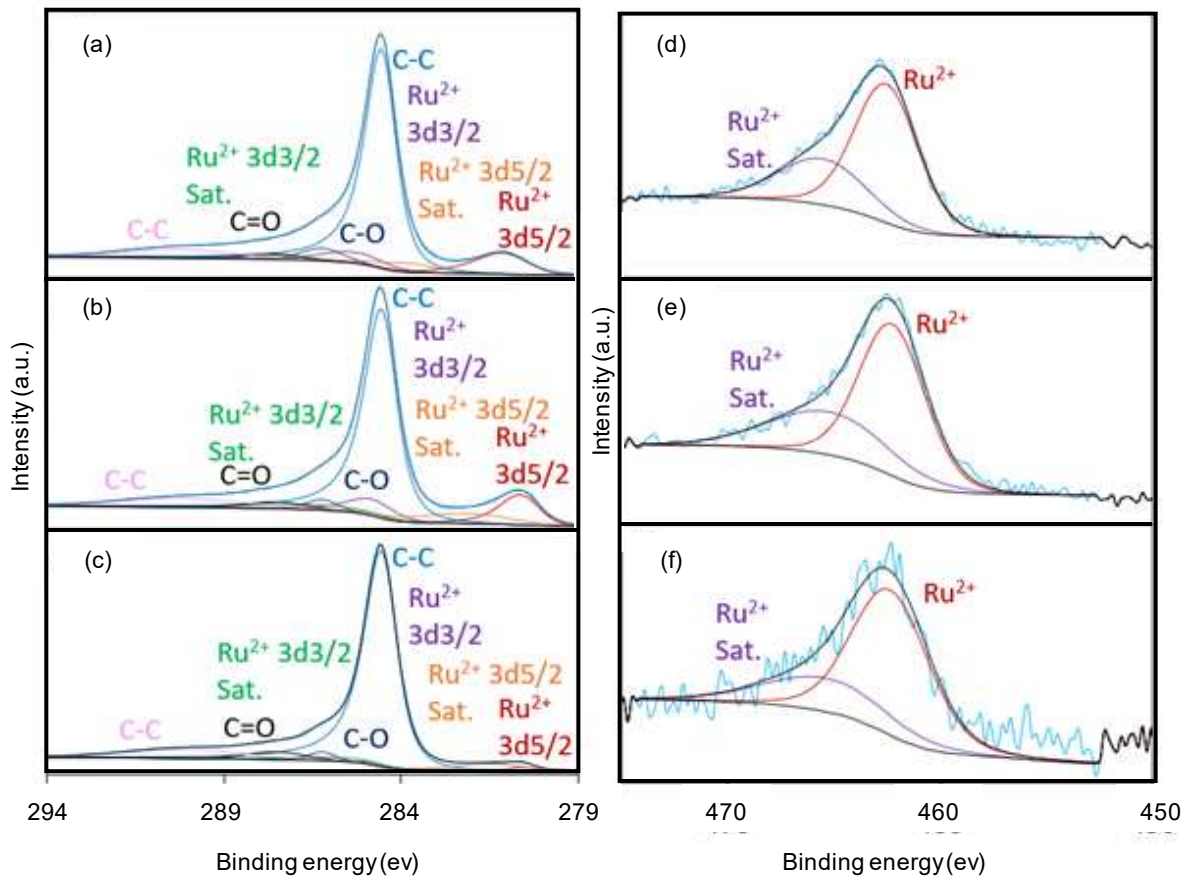 (a)
C-C
Ru²⁺
3d3/2
Ru²⁺ 3d3/2
Sat.
Ru²⁺ 3d5/2
Sat.
Ru²⁺
3d5/2
C-C
C=O
C-O
(b)
C-C
Ru²⁺
3d3/2
Ru²⁺ 3d3/2
Sat.
Ru²⁺ 3d5/2
Sat.
Ru²⁺
3d5/2
C-C
C=O
C-O
(c)
C-C
Ru²⁺
3d3/2
Ru²⁺ 3d3/2
Sat.
Ru²⁺ 3d5/2
Sat.
Ru²⁺
3d5/2
C-C
C=O
C-O
Intensity (a.u.)
294 289 284 279
Binding energy (ev)
(d)
Ru²⁺
Ru²⁺
Sat.
(e)
Ru²⁺
Ru²⁺
Sat.
(f)
Ru²⁺
Ru²⁺
Sat.
Intensity (a.u.)
470 460 450
Binding energy (ev)